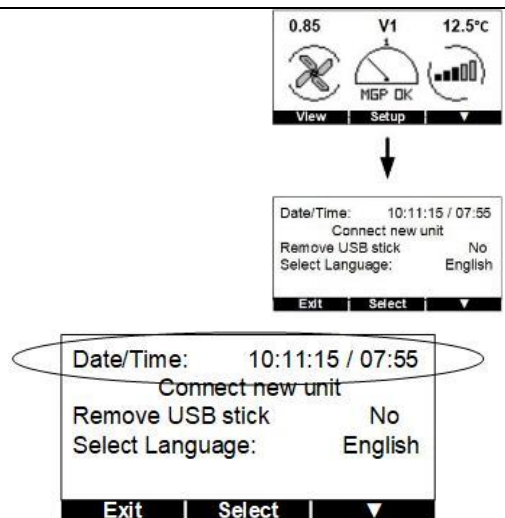 0.85 V1 12.5°C
1
MGP OK
View Setup ▼
Date/Time: 10:11:15 / 07:55
Connect new unit
Remove USB stick No
Select Language: English
Exit Select ▼
Date/Time: 10:11:15 / 07:55
Connect new unit
Remove USB stick No
Select Language: English
Exit Select ▼